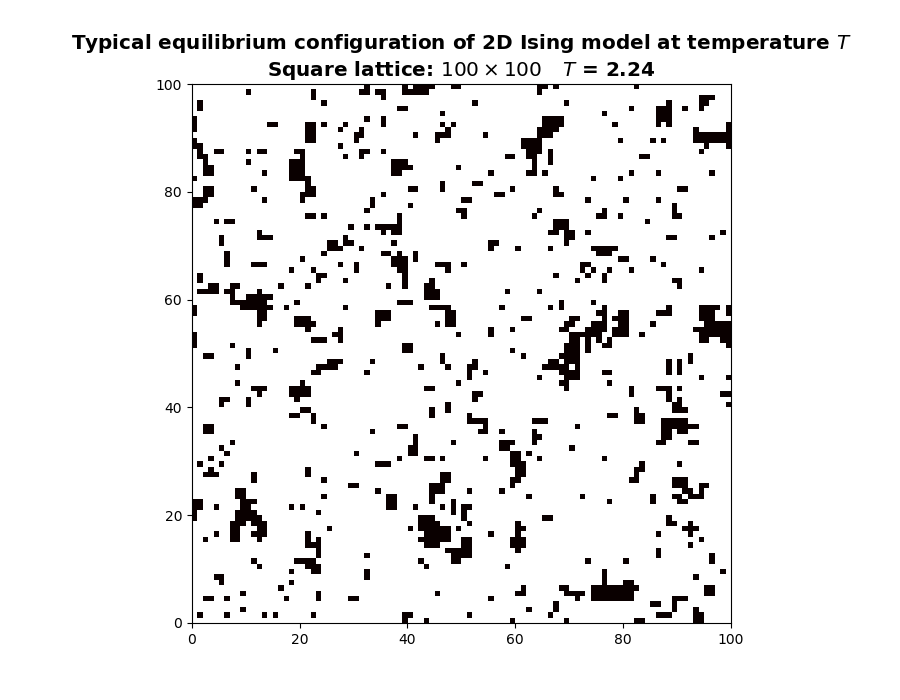 Typical equilibrium configuration of 2D Ising model at temperature T
Square lattice: 100 × 100 T = 2.24
100
80
60
40
20
0
0 20 40 60 80 100